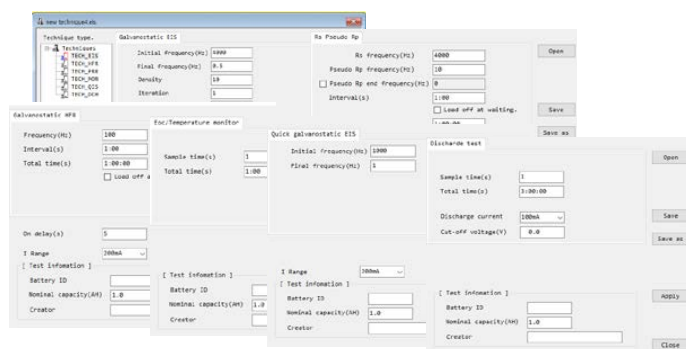 new technique1.xls
Technique type.
Techniques
TECH_EIS
TECH_HFR
TECH_PRR
TECH_MON
TECH_QIS
TECH_DCH
Galvanostatic EIS
Initial frequency(Hz) 4000
Final frequency(Hz) 0.5
Density 10
Iteration 1
Rs Pseudo Rp
Rs frequency(Hz) 4000
Pseudo Rp frequency(Hz) 10
Pseudo Rp end frequency(Hz) 0
Interval(s) 1:00
Load off at waiting.
Open
Save
Save as
Galvanostatic HFR
Frequency(Hz) 100
Interval(s) 1:00
Total time(s) 1:00:00
Load off a
On delay(s) 5
I Range 200mA
[ Test infomation ]
Battery ID
Nominal capacity(AH) 1.0
Creator
Eoc/Temperature monitor
Sample time(s) 1
Total time(s) 1:00
[ Test infomation ]
Battery ID
Nominal capacity(AH) 1.0
Creator
Quick galvanostatic EIS
Initial frequency(Hz) 1000
Final frequency(Hz) 1
I Range 200mA
[ Test infomation ]
Battery ID
Nominal capacity(AH) 1.0
Creator
Discharge test
Sample time(s) 1
Total time(s) 3:00:00
Discharge current 100mA
Cut-off voltage(V) 0.0
[ Test infomation ]
Battery ID
Nominal capacity(AH) 1.0
Creator
Open
Save
Save as
Apply
Close